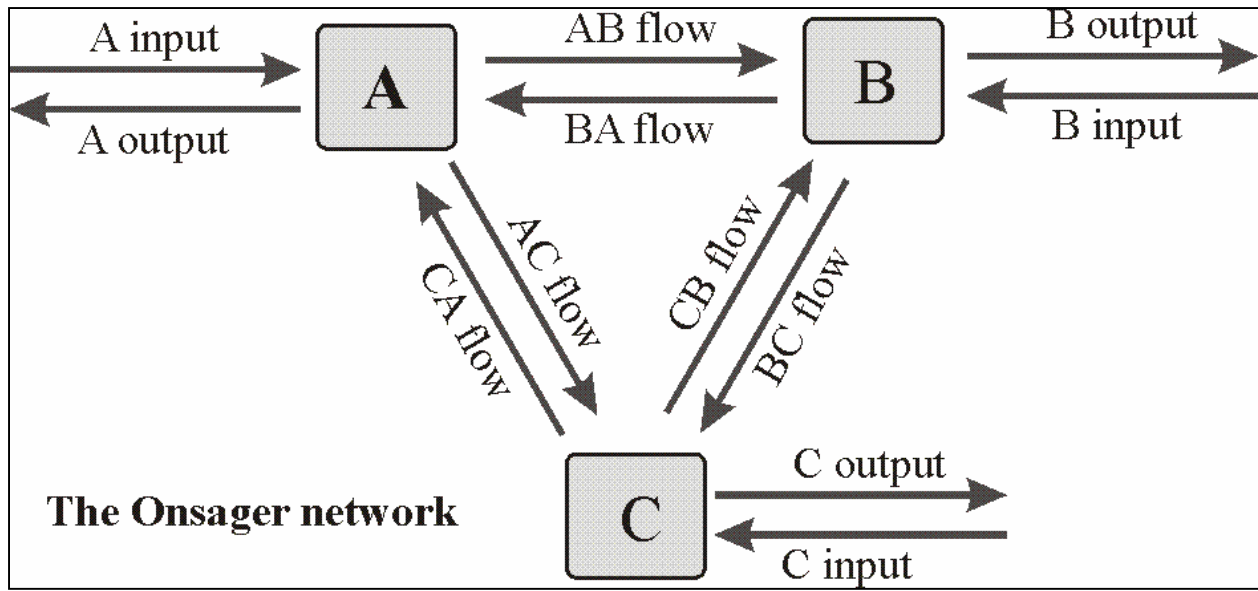 A input
A output
A
AB flow
BA flow
B
B output
B input
AC flow
CA flow
CB flow
BC flow
C
C output
C input
The Onsager network